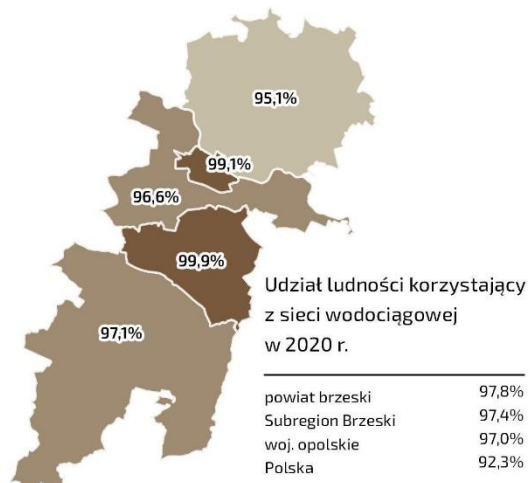 95,1%
99,1%
96,6%
99,9%
97,1%
Udział ludności korzystający
z sieci wodociągowej
w 2020 r.
powiat brzeski 97,8%
Subregion Brzeski 97,4%
woj. opolskie 97,0%
Polska 92,3%